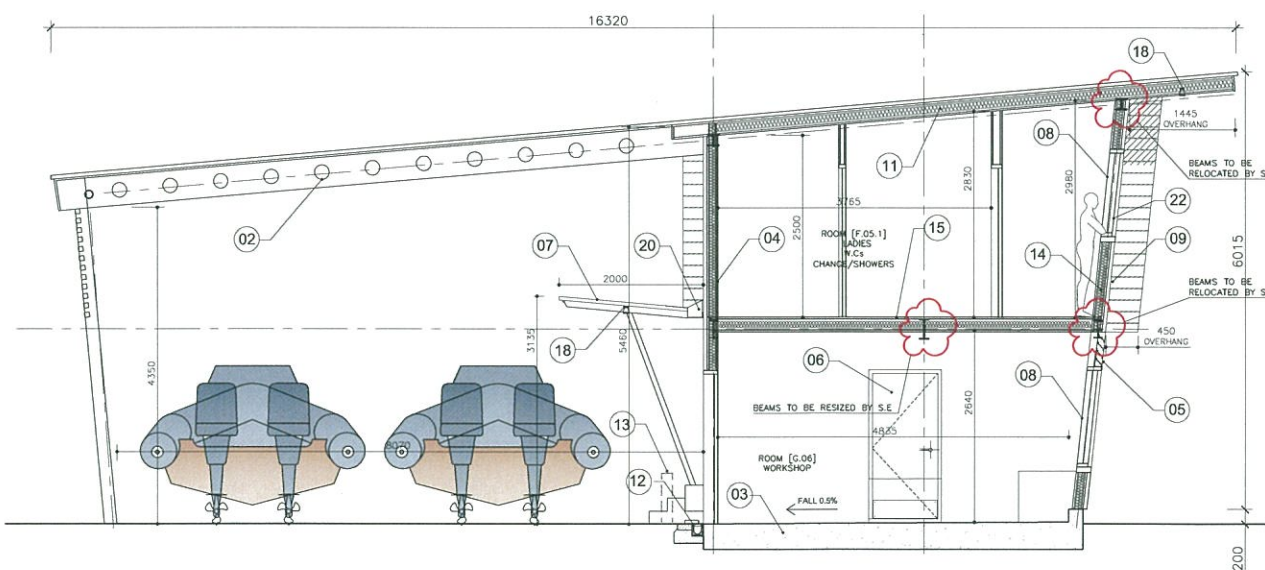 16320
18
1445
OVERHANG
08
BEAMS TO BE
RELOCATED BY S
11
2830
2980
02
3765
22
07
20
04
2500
ROOM [F.05.1]
LADIES
W.Cs
CHANGE/SHOWERS
15
6015
14
09
2000
BEAMS TO BE
RELOCATED BY S
450
OVERHANG
18
3135
5460
4350
06
08
05
BEAMS TO BE RESIZED BY S.E
2640
13
4835
8070
ROOM [G.06]
WORKSHOP
12
03
FALL 0.5%
200